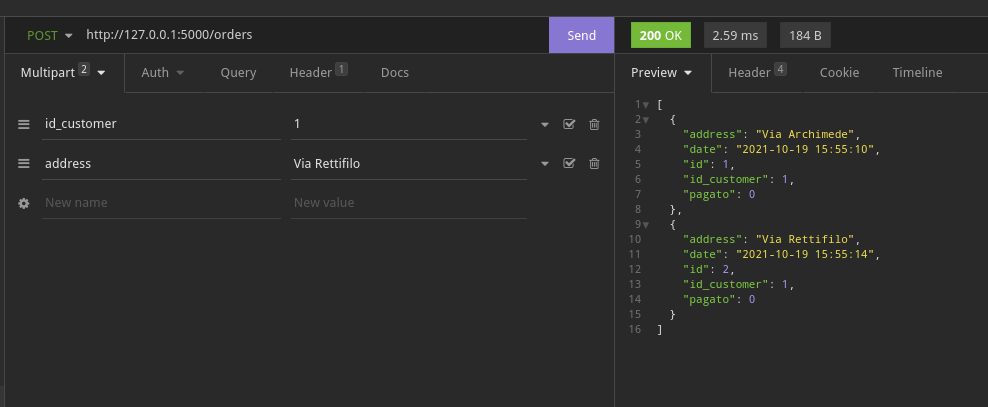 POST http://127.0.0.1:5000/orders Send
200 OK 2.59 ms 184 B
Multipart 2 Auth Query Header 1 Docs
Preview Header 4 Cookie Timeline
id_customer 1
address Via Rettifilo
New name New value
1 [
2 {
3 "address": "Via Archimede",
4 "date": "2021-10-19 15:55:10",
5 "id": 1,
6 "id_customer": 1,
7 "pagato": 0
8 },
9 {
10 "address": "Via Rettifilo",
11 "date": "2021-10-19 15:55:14",
12 "id": 2,
13 "id_customer": 1,
14 "pagato": 0
15 }
16 ]